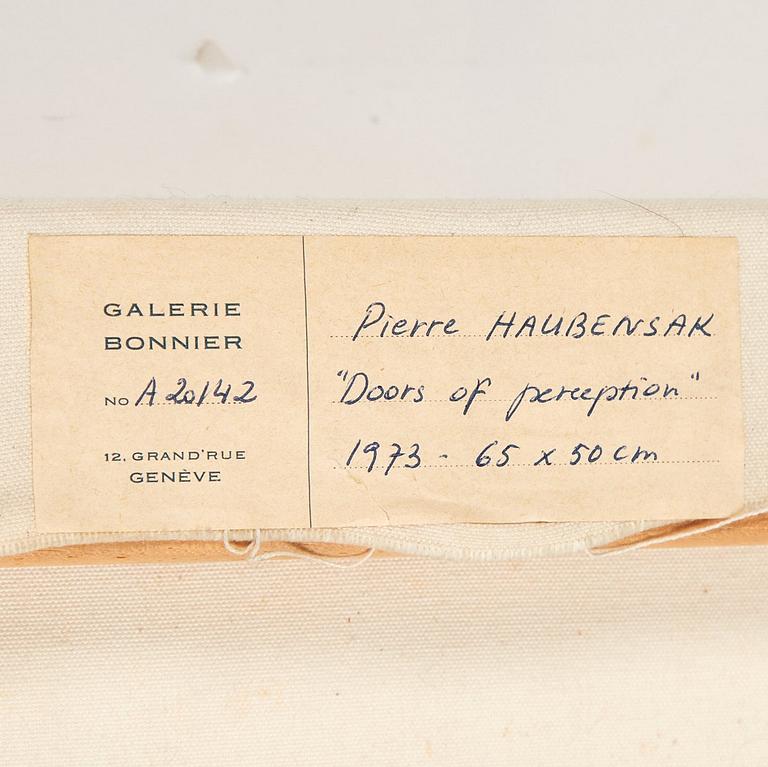 GALERIE
BONNIER
No A 20142
12, GRAND'RUE
GENÈVE
Pierre HAUBENSAK
"Doors of perception"
1973 - 65 x 50 cm